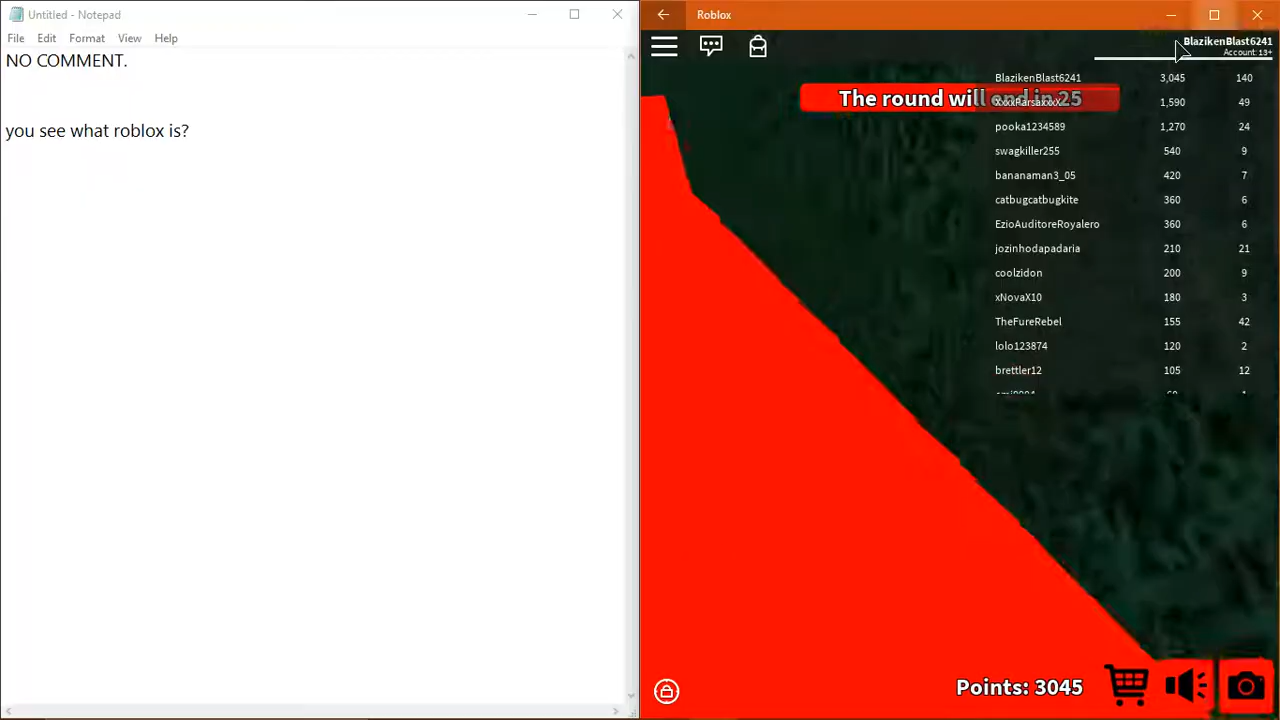 Untitled - Notepad
File Edit Format View Help
NO COMMENT.
you see what roblox is?
Roblox
BlazikenBlast6241
Account: 13+
The round will end in 25
BlazikenBlast6241 3,045 140
1,590 49
pooka1234589 1,270 24
swagkiller255 540 9
bananaman3_05 420 7
catbugcatbugkite 360 6
EzioAuditoreRoyalero 360 6
jozinhodapadaria 210 21
coolzidon 200 9
xNovaX10 180 3
TheFureRebel 155 42
lolo123874 120 2
brettler12 105 12
Points: 3045